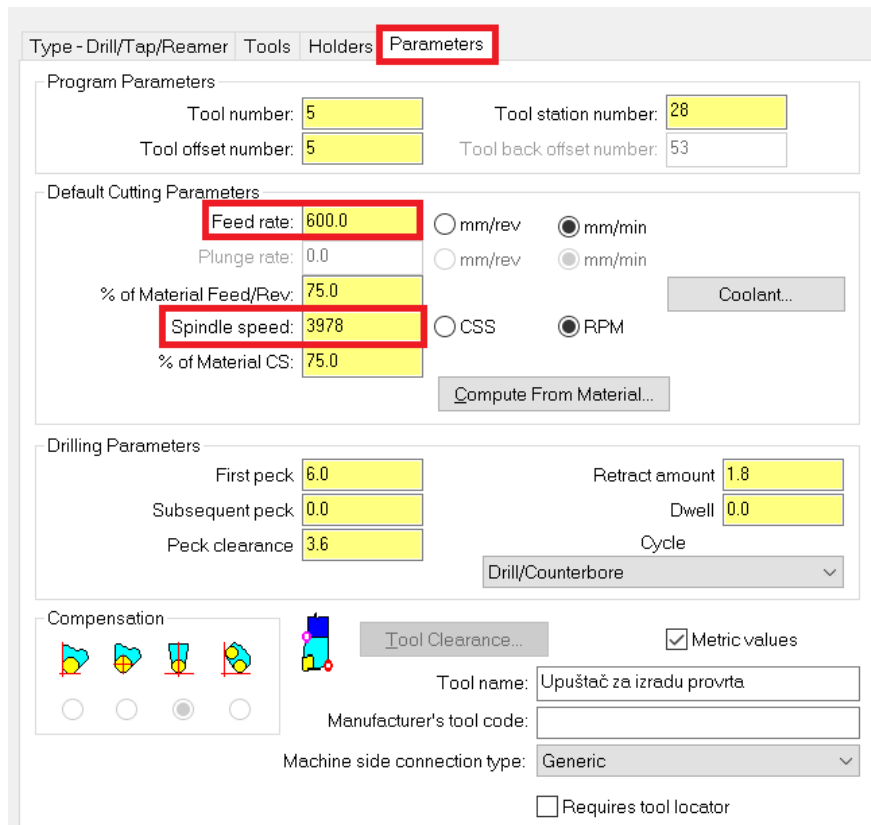 Type - Drill/Tap/Reamer Tools Holders Parameters
Program Parameters
Tool number: 5 Tool station number: 28
Tool offset number: 5 Tool back offset number: 53
Default Cutting Parameters
Feed rate: 600.0 mm/rev mm/min
Plunge rate: 0.0 mm/rev mm/min
% of Material Feed/Rev: 75.0 Coolant...
Spindle speed: 3978 CSS RPM
% of Material CS: 75.0
Compute From Material...
Drilling Parameters
First peck 6.0 Retract amount 1.8
Subsequent peck 0.0 Dwell 0.0
Peck clearance 3.6 Cycle
Drill/Counterbore
Compensation
Tool Clearance... Metric values
Tool name: Upuštač za izradu provrta
Manufacturer's tool code:
Machine side connection type: Generic
Requires tool locator